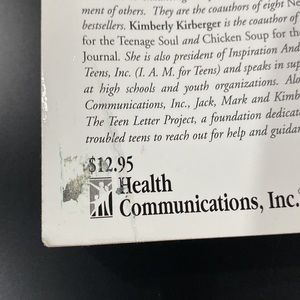 ment of others. They are the coauthors of eight Ne
bestsellers. Kimberly Kirberger is the coauthor of
for the Teenage Soul and Chicken Soup for the
Journal. She is also president of Inspiration And
Teens, Inc. (I. A. M. for Teens) and speaks in sup
at high schools and youth organizations. Alon
Communications, Inc., Jack, Mark and Kimb
The Teen Letter Project, a foundation dedicat
troubled teens to reach out for help and guidan
$12.95
Health
Communications, Inc.